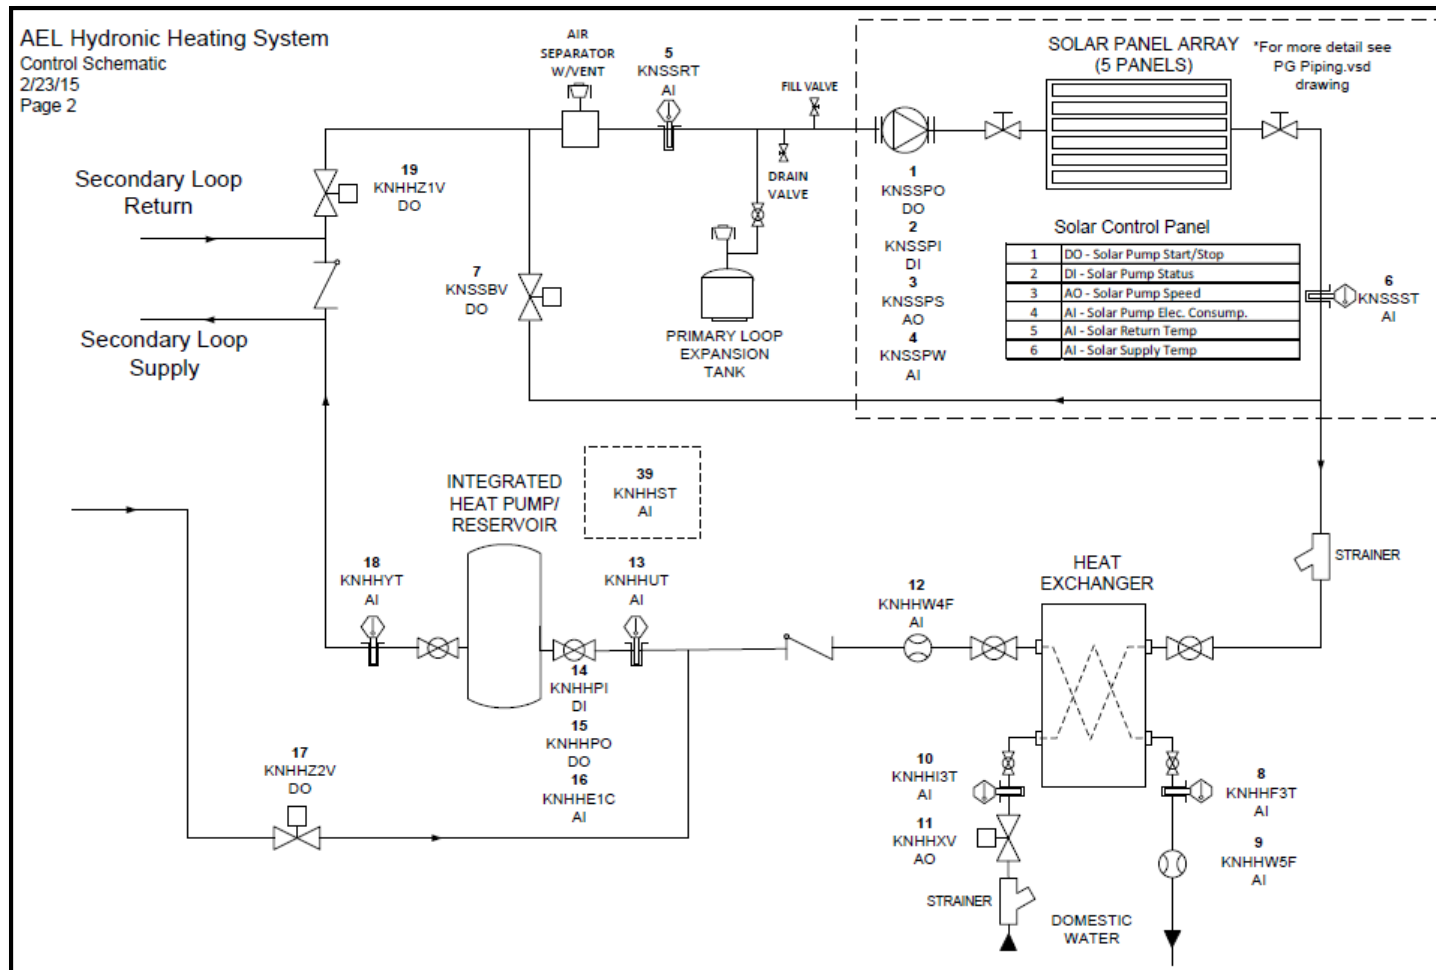 AEL Hydronic Heating System
Control Schematic
2/23/15
Page 2
AIR
SEPARATOR
W/VENT
5
KNSSRT
AI
FILL VALVE
DRAIN
VALVE
SOLAR PANEL ARRAY
(5 PANELS)
*For more detail see
PG Piping.vsd
drawing
19
KNHHZ1V
DO
Secondary Loop
Return
Secondary Loop
Supply
7
KNSSBV
DO
PRIMARY LOOP
EXPANSION
TANK
1
KNSSPO
DO
2
KNSSPI
DI
3
KNSSPS
AO
4
KNSSPW
AI
Solar Control Panel
1 DO - Solar Pump Start/Stop
2 DI - Solar Pump Status
3 AO - Solar Pump Speed
4 AI - Solar Pump Elec. Consump.
5 AI - Solar Return Temp
6 AI - Solar Supply Temp
6
KNSSST
AI
INTEGRATED
HEAT PUMP/
RESERVOIR
39
KNHHST
AI
18
KNHHYT
AI
13
KNHHUT
AI
14
KNHHPI
DI
15
KNHHPO
DO
16
KNHHE1C
AI
17
KNHHZ2V
DO
12
KNHHW4F
AI
HEAT
EXCHANGER
STRAINER
10
KNHHI3T
AI
11
KNHHXV
AO
STRAINER
8
KNHHF3T
AI
9
KNHHW5F
AI
DOMESTIC
WATER